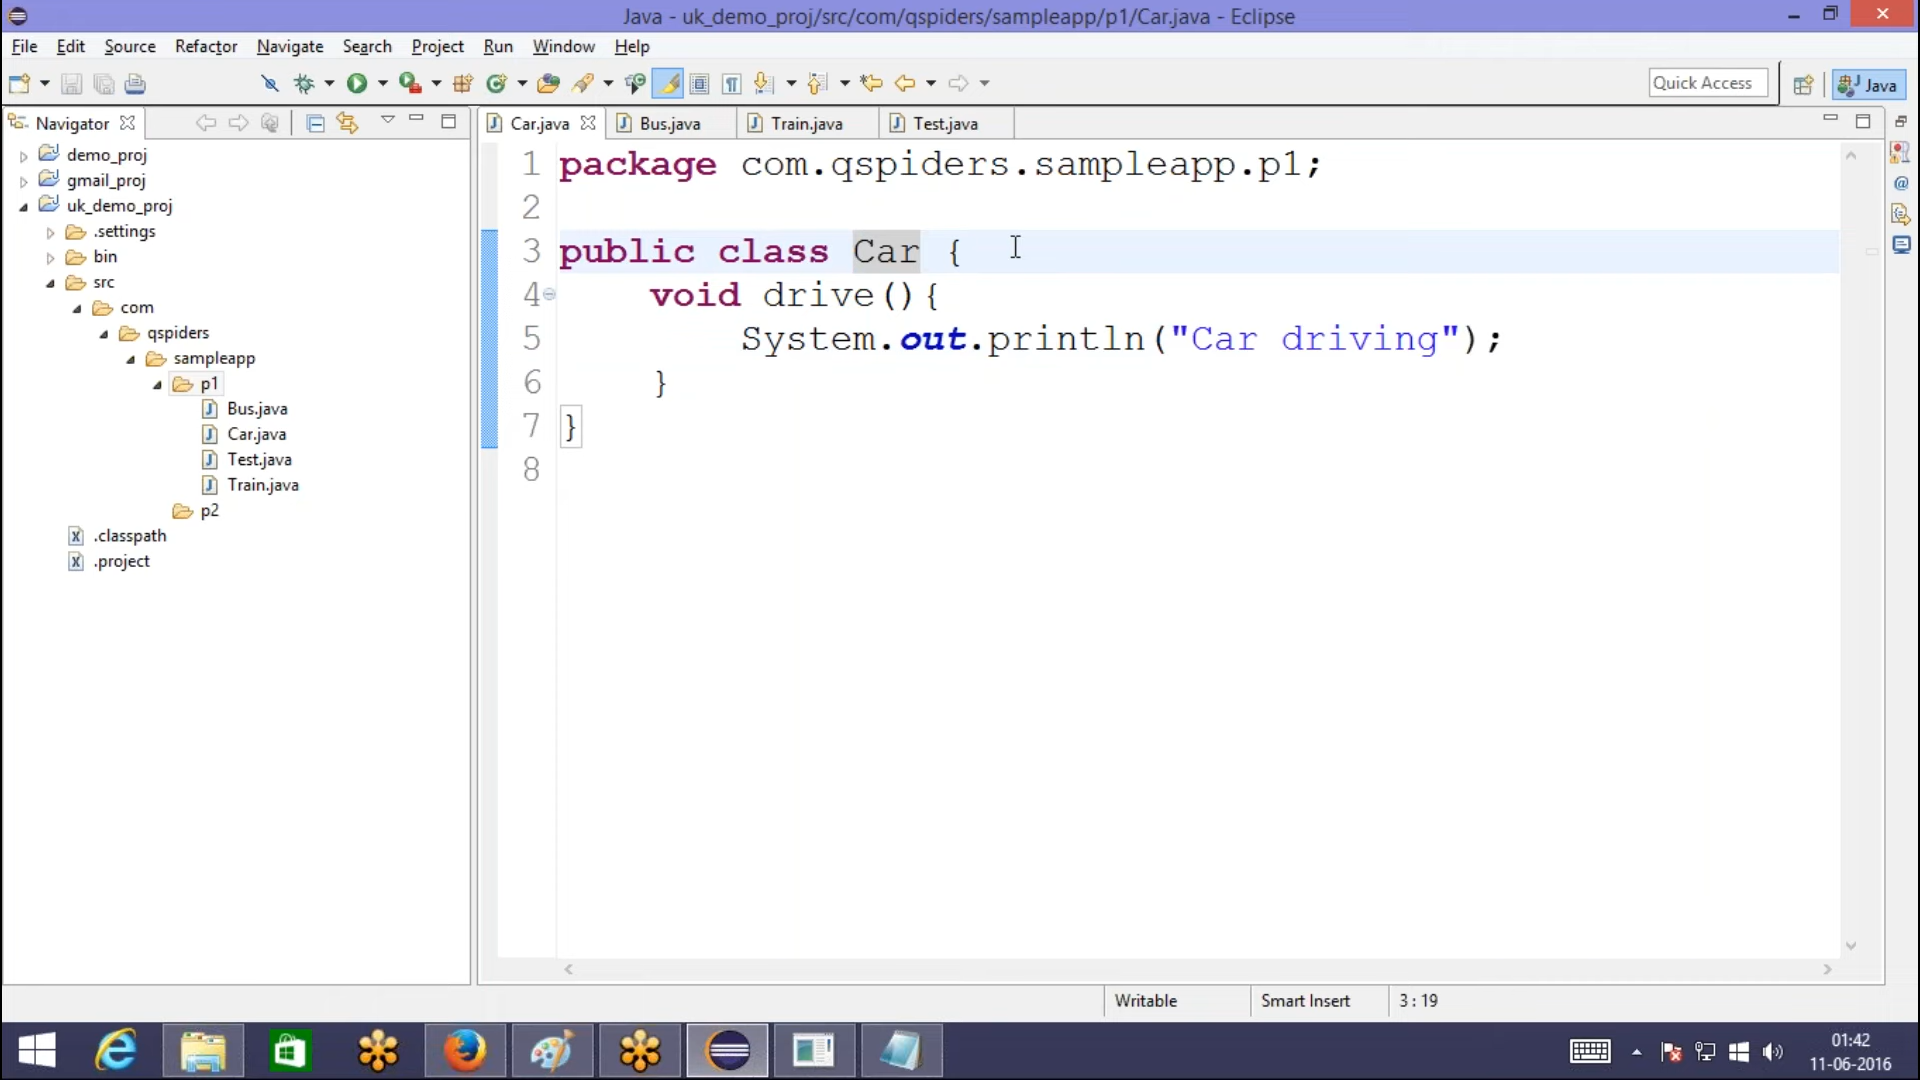 Java - uk_demo_proj/src/com/qspiders/sampleapp/p1/Car.java - Eclipse
File Edit Source Refactor Navigate Search Project Run Window Help
Quick Access
Java
Navigator
Car.java
Bus.java
Train.java
Test.java
demo_proj
gmail_proj
uk_demo_proj
.settings
bin
src
com
qspiders
sampleapp
p1
Bus.java
Car.java
Test.java
Train.java
p2
.classpath
.project
1 package com.qspiders.sampleapp.p1;
2
3 public class Car {
4 void drive(){
5 System.out.println("Car driving");
6 }
7 }
8
Writable
Smart Insert
3 : 19
01:42
11-06-2016